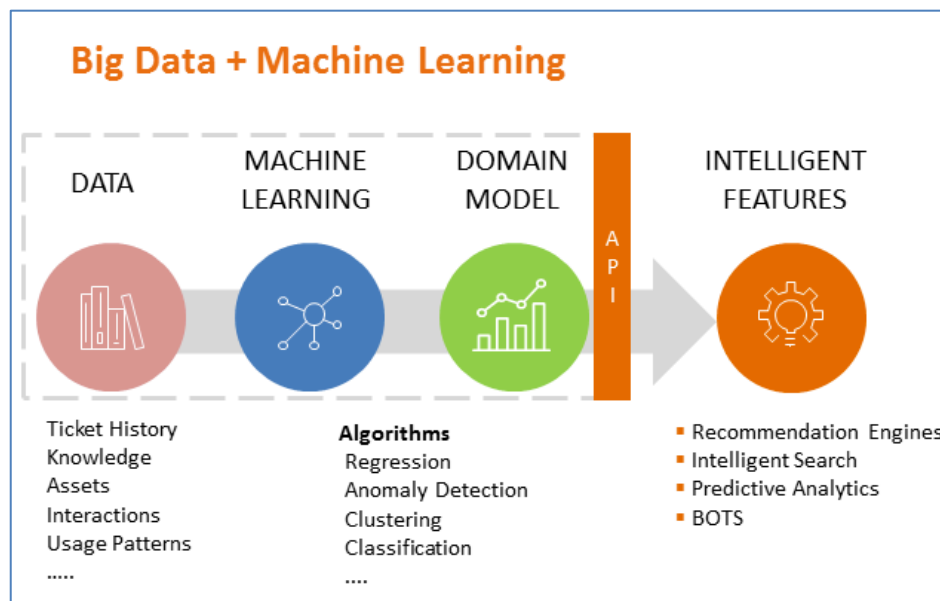 Big Data + Machine Learning
DATA
MACHINE
LEARNING
DOMAIN
MODEL
API
INTELLIGENT
FEATURES
Ticket History
Knowledge
Assets
Interactions
Usage Patterns
.....
Algorithms
Regression
Anomaly Detection
Clustering
Classification
....
▪ Recommendation Engines
▪ Intelligent Search
▪ Predictive Analytics
▪ BOTS